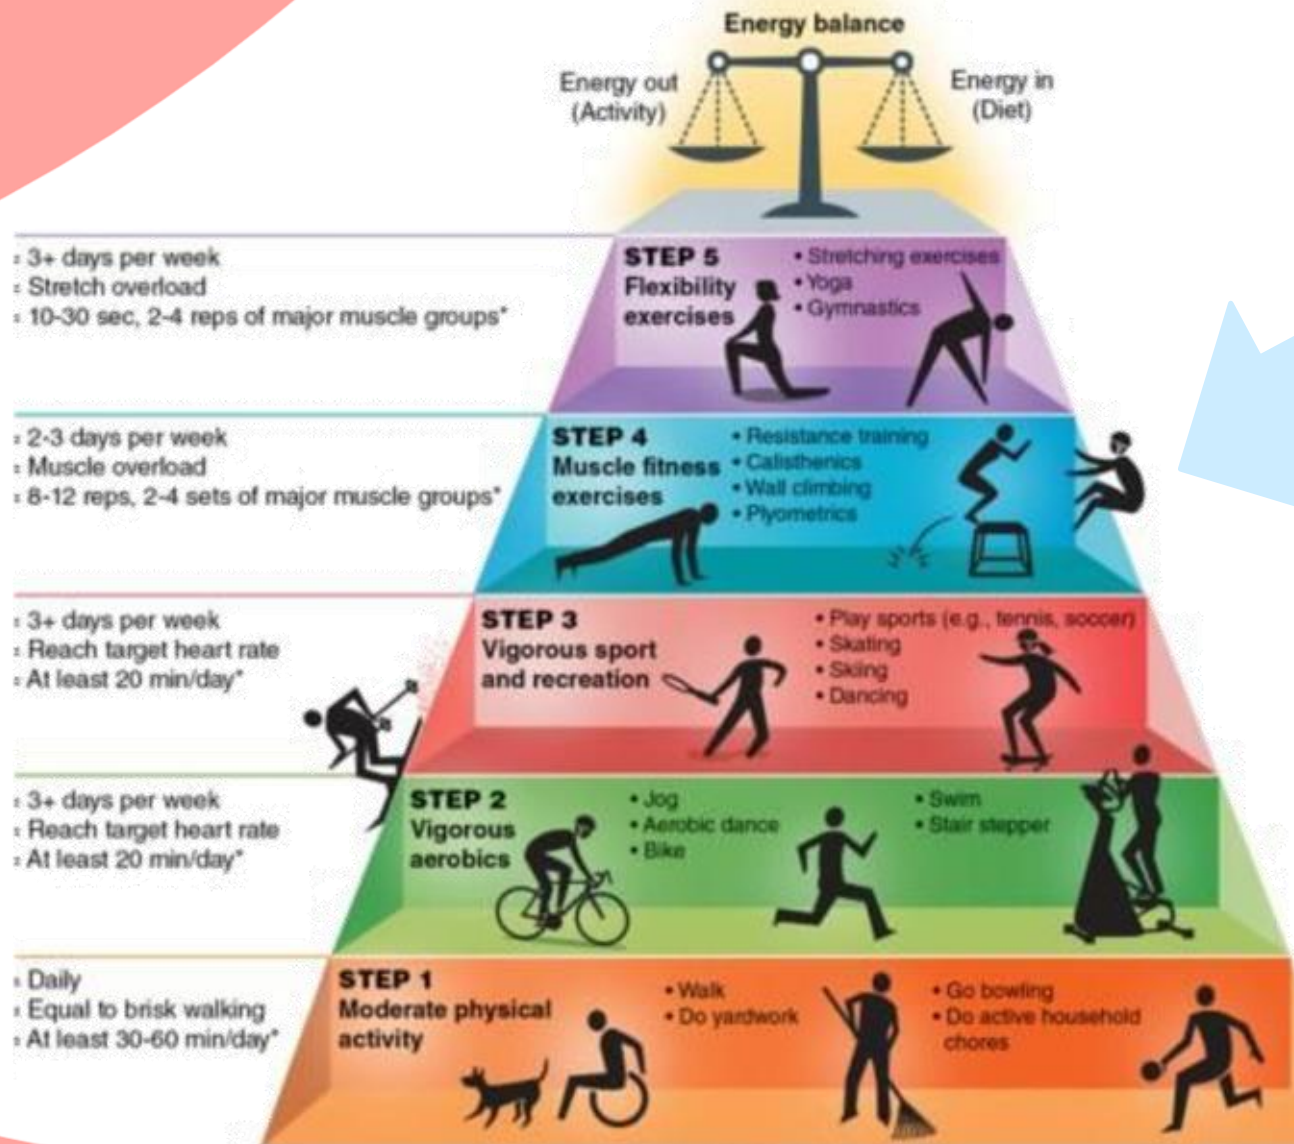 Energy balance
Energy out
(Activity)
Energy in
(Diet)
3+ days per week
Stretch overload
10-30 sec, 2-4 reps of major muscle groups*
STEP 5
Flexibility
exercises
• Stretching exercises
• Yoga
• Gymnastics
2-3 days per week
Muscle overload
8-12 reps, 2-4 sets of major muscle groups*
STEP 4
Muscle fitness
exercises
• Resistance training
• Calisthenics
• Wall climbing
• Plyometrics
3+ days per week
Reach target heart rate
At least 20 min/day*
STEP 3
Vigorous sport
and recreation
• Play sports (e.g., tennis, soccer)
• Skating
• Skiing
• Dancing
3+ days per week
Reach target heart rate
At least 20 min/day*
STEP 2
Vigorous
aerobics
• Jog
• Aerobic dance
• Bike
• Swim
• Stair stepper
Daily
Equal to brisk walking
At least 30-60 min/day*
STEP 1
Moderate physical
activity
• Walk
• Do yardwork
• Go bowling
• Do active household
chores